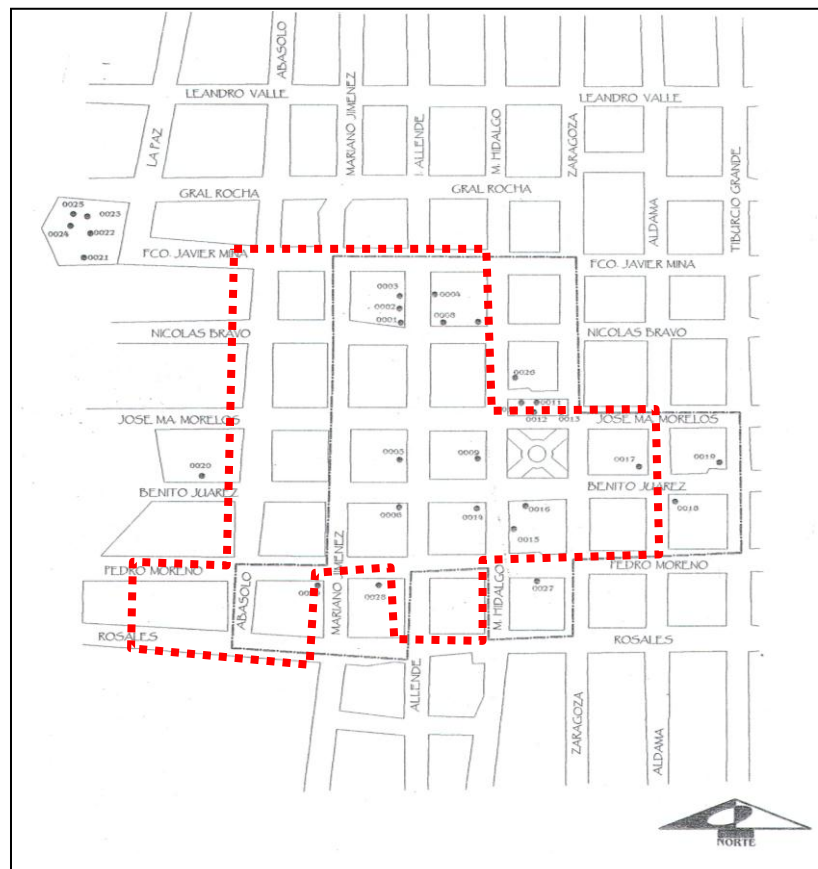 ABASOLO
LEANDRO VALLE
LEANDRO VALLE
LA PAZ
MARIANO JIMENEZ
I. ALLENDE
M. HIDALGO
ZARAGOZA
GRAL ROCHA
GRAL ROCHA
ALDAMA
TIBURCIO GRANDE
0025
0023
0024
0022
0021
FCO. JAVIER MINA
FCO. JAVIER MINA
0003
0004
0002
0001
0008
NICOLAS BRAVO
NICOLAS BRAVO
0026
0011
0012
0013
JOSE MA. MORELOS
JOSE MA. MORELOS
0005
0009
0017
0019
0020
BENITO JUAREZ
BENITO JUAREZ
0006
0014
0016
0018
0015
PEDRO MORENO
PEDRO MORENO
ABASOLO
MARIANO JIMENEZ
0028
M. HIDALGO
0027
ROSALES
ROSALES
ALLENDE
ZARAGOZA
ALDAMA
NORTE